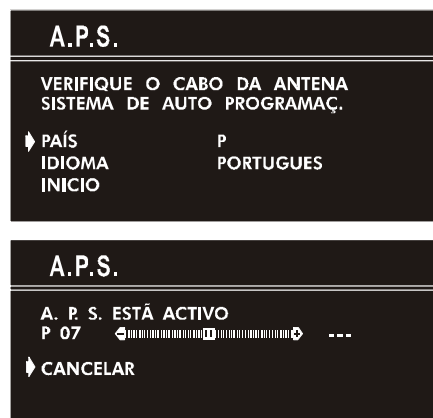 A.P.S.
VERIFIQUE O CABO DA ANTENA
SISTEMA DE AUTO PROGRAMAÇ.
PAÍS P
IDIOMA PORTUGUES
INICIO
A.P.S.
A. P. S. ESTÃ ACTIVO
P 07 ---
CANCELAR